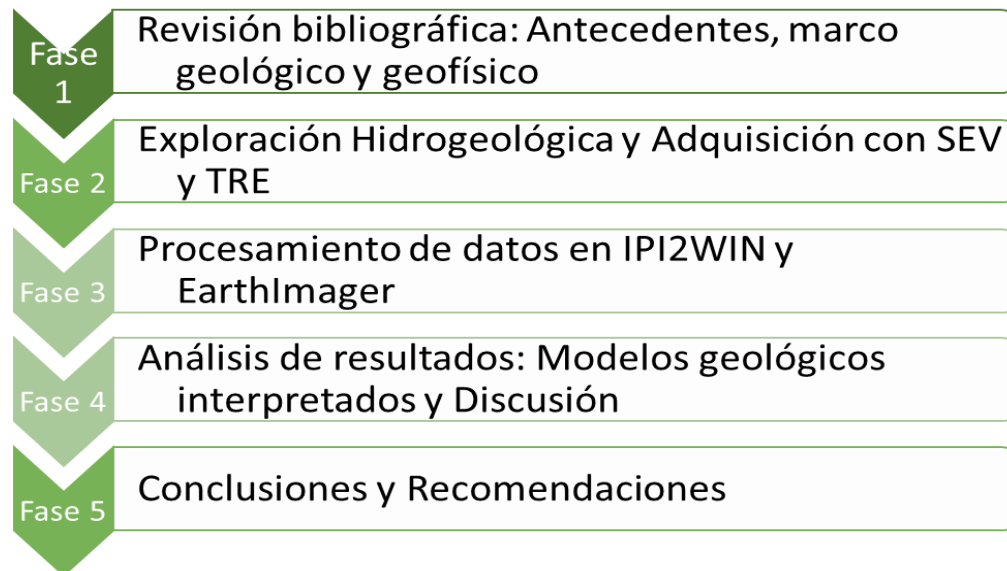 Fase
1
Revisión bibliográfica: Antecedentes, marco
geológico y geofísico
Fase 2
Exploración Hidrogeológica y Adquisición con SEV
y TRE
Fase 3
Procesamiento de datos en IPI2WIN y
EarthImager
Fase 4
Análisis de resultados: Modelos geológicos
interpretados y Discusión
Fase 5
Conclusiones y Recomendaciones